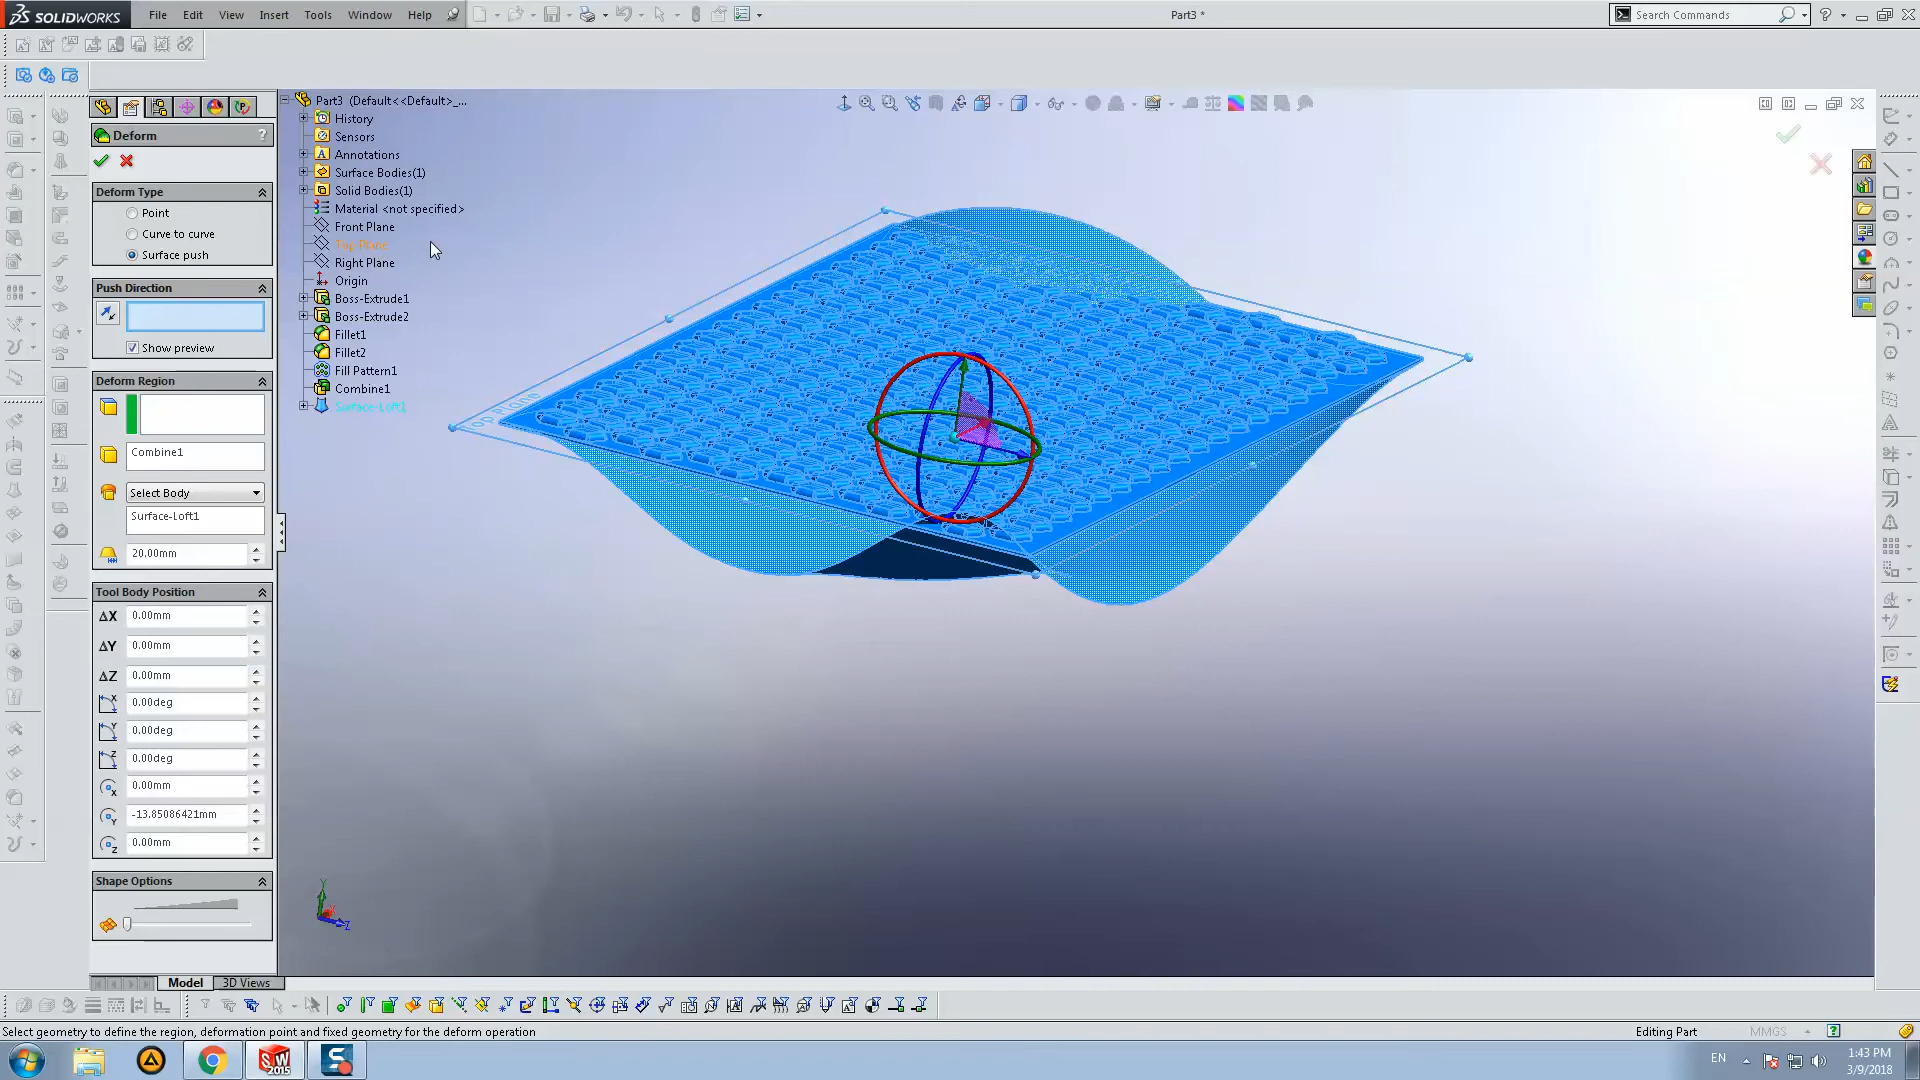 SOLIDWORKS
File
Edit
View
Insert
Tools
Window
Help
Part3 *
Search Commands
Deform
?
Deform Type
Point
Curve to curve
Surface push
Push Direction
Show preview
Deform Region
Combine1
Select Body
Surface-Loft1
20.00mm
Tool Body Position
ΔX 0.00mm
ΔY 0.00mm
ΔZ 0.00mm
X 0.00deg
Y 0.00deg
Z 0.00deg
X 0.00mm
Y -13.85086421mm
Z 0.00mm
Shape Options
Part3 (Default<<Default>_...
History
Sensors
Annotations
Surface Bodies(1)
Solid Bodies(1)
Material <not specified>
Front Plane
Top Plane
Right Plane
Origin
Boss-Extrude1
Boss-Extrude2
Fillet1
Fillet2
Fill Pattern1
Combine1
Surface-Loft1
Top Plane
Y
Z
Model
3D Views
Select geometry to define the region, deformation point and fixed geometry for the deform operation
Editing Part
MMGS
SW
2015
EN
1:43 PM
3/9/2018